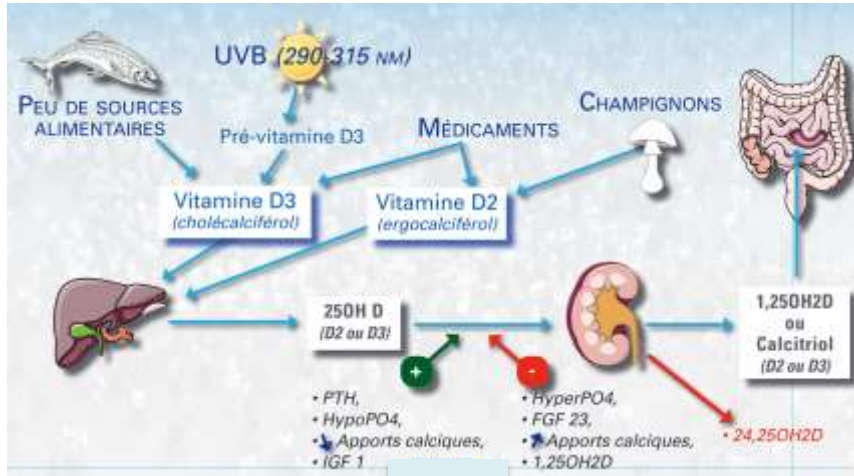 UVB (290-315 NM)
PEU DE SOURCES
ALIMENTAIRES
Pré-vitamine D3
MÉDICAMENTS
CHAMPIGNONS
Vitamine D3
(cholécalciférol)
Vitamine D2
(ergocalciférol)
25OH D
(D2 ou D3)
1,25OH2D
ou
Calcitriol
(D2 ou D3)
+
• PTH,
• HypoPO4,
• Apports calciques,
• IGF 1
-
• HyperPO4,
• FGF 23,
• Apports calciques,
• 1,25OH2D
• 24,25OH2D